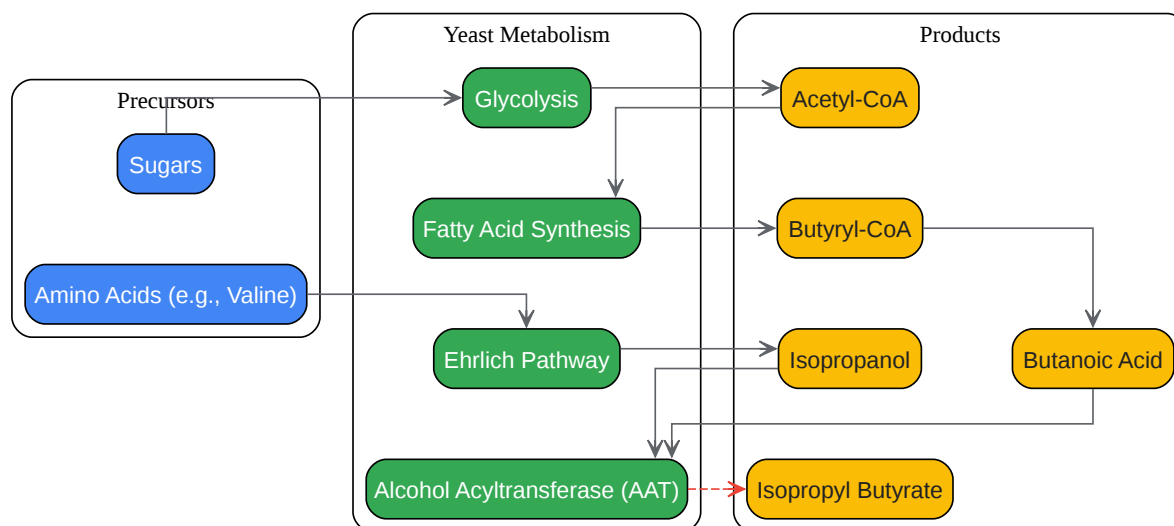 Yeast Metabolism
Products
Precursors
Glycolysis
Acetyl-CoA
Sugars
Fatty Acid Synthesis
Butyryl-CoA
Amino Acids (e.g., Valine)
Ehrlich Pathway
Isopropanol
Butanoic Acid
Alcohol Acyltransferase (AAT)
Isopropyl Butyrate